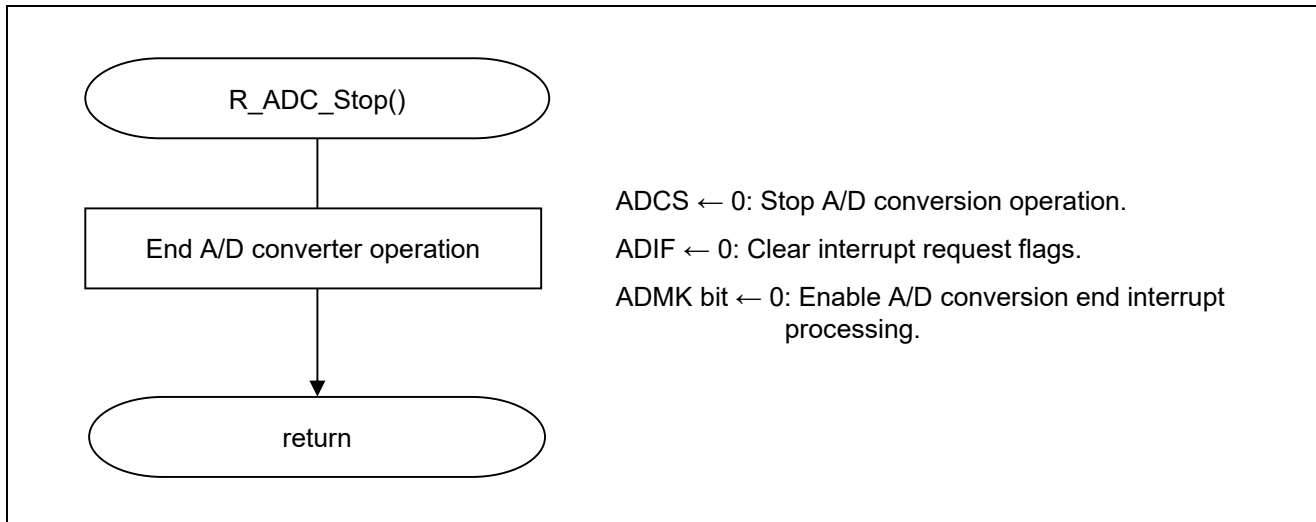 R_ADC_Stop()
End A/D converter operation
ADCS ← 0: Stop A/D conversion operation.
ADIF ← 0: Clear interrupt request flags.
ADMK bit ← 0: Enable A/D conversion end interrupt
processing.
return